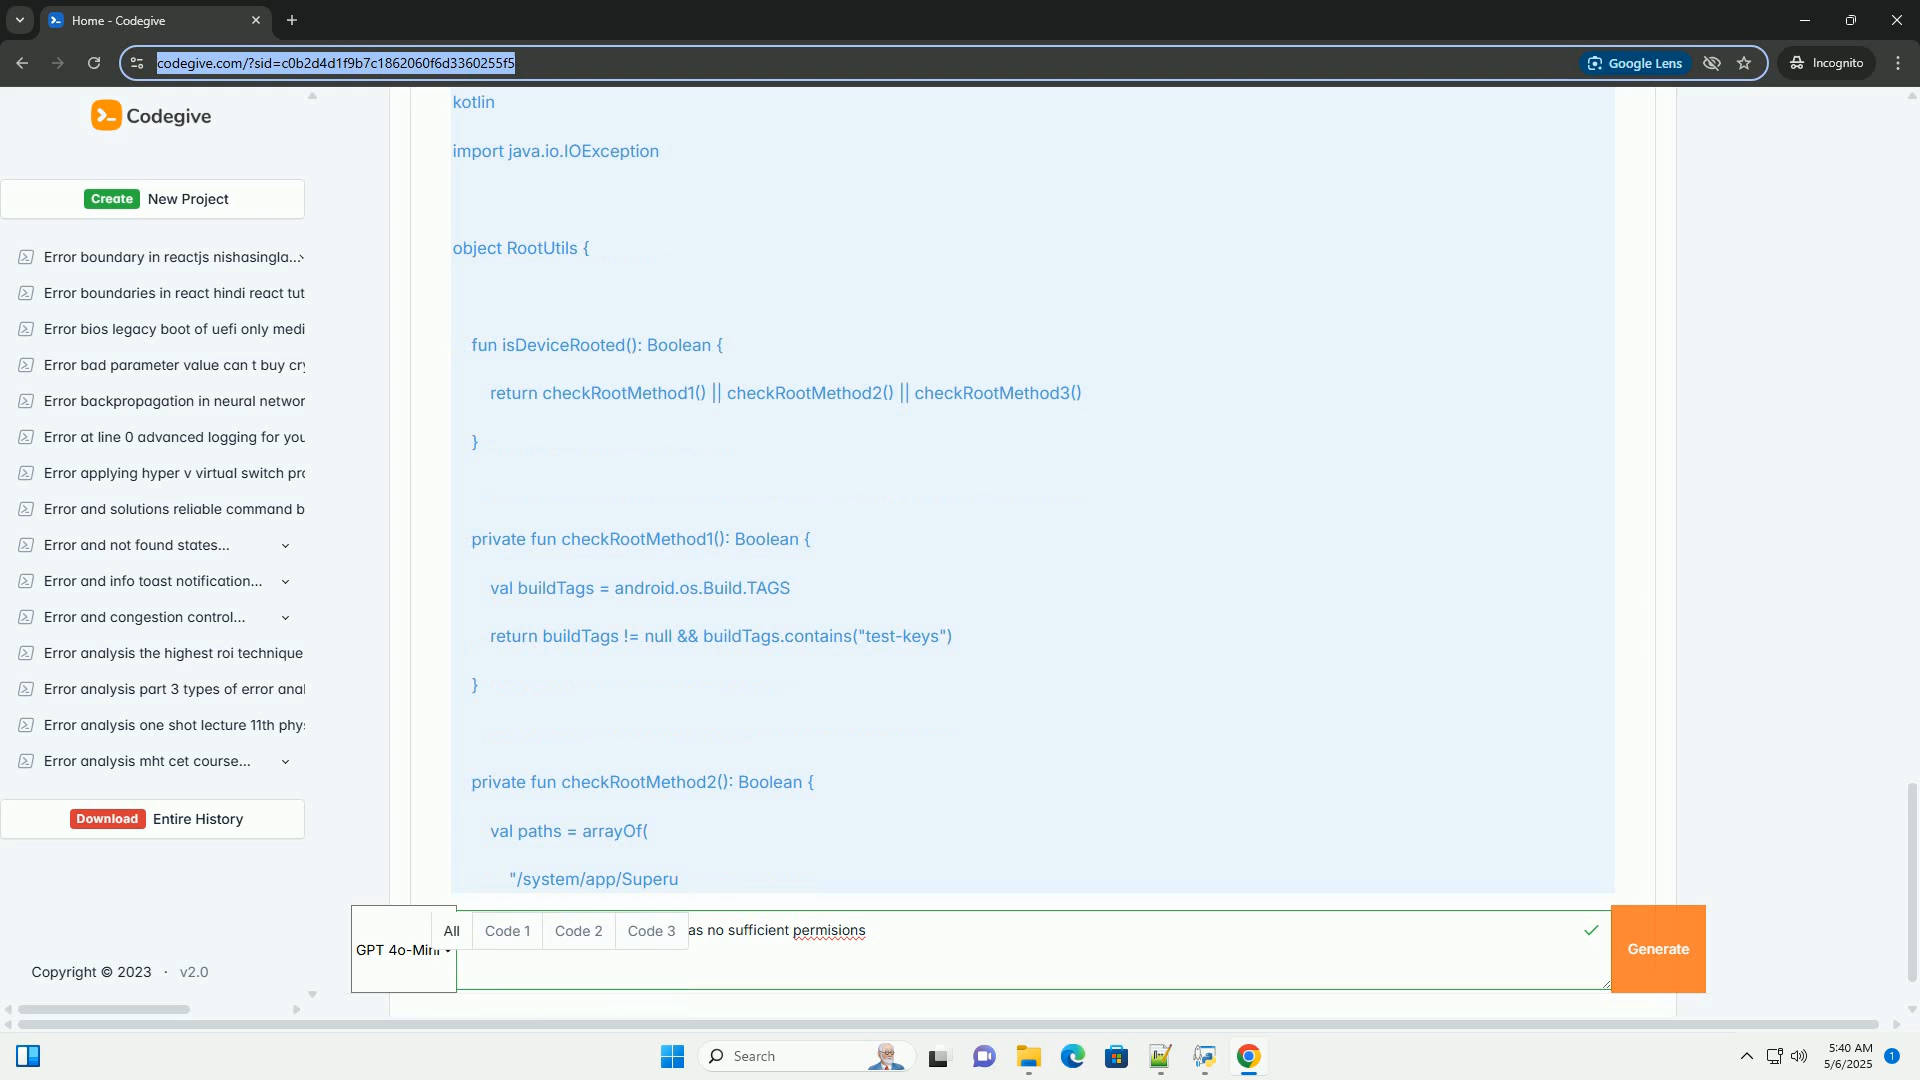 Home - Codegive
codegive.com/?sid=c0b2d4d1f9b7c1862060f6d3360255f5
Google Lens
Incognito
Codegive
Create New Project
Error boundary in reactjs nishasingla...
Error boundaries in react hindi react tut
Error bios legacy boot of uefi only medi
Error bad parameter value can t buy cry
Error backpropagation in neural networ
Error at line 0 advanced logging for you
Error applying hyper v virtual switch pro
Error and solutions reliable command b
Error and not found states...
Error and info toast notification...
Error and congestion control...
Error analysis the highest roi technique
Error analysis part 3 types of error anal
Error analysis one shot lecture 11th phys
Error analysis mht cet course...
Download Entire History
Copyright © 2023 · v2.0
kotlin
import java.io.IOException
object RootUtils {
fun isDeviceRooted(): Boolean {
return checkRootMethod1() || checkRootMethod2() || checkRootMethod3()
}
private fun checkRootMethod1(): Boolean {
val buildTags = android.os.Build.TAGS
return buildTags != null && buildTags.contains("test-keys")
}
private fun checkRootMethod2(): Boolean {
val paths = arrayOf(
"/system/app/Superu
All Code 1 Code 2 Code 3 as no sufficient permisions
GPT 4o-Mini
Generate
Search
5:40 AM
5/6/2025
1